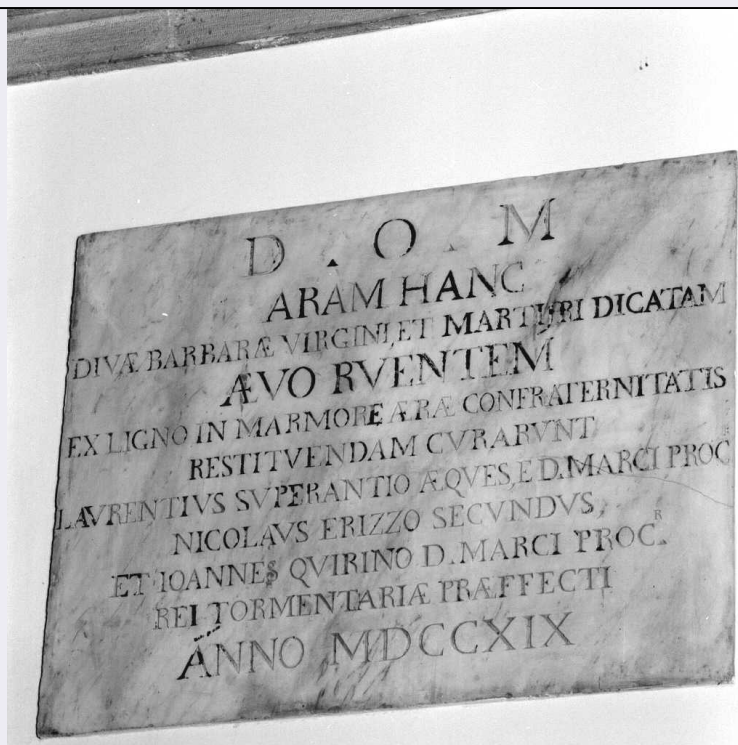 D . O . M
ARAM HANC
DIVÆ BARBARÆ VIRGINI, ET MARTYRI DICATAM
ÆVO RVENTEM
EX LIGNO IN MARMORE ÆRÆ CONFRATERNITATIS
RESTITVENDAM CVRARVNT
LAVRENTIVS SVPERANTIO ÆQVES, E D. MARCI PROC R
NICOLAVS ERIZZO SECVNDVS,
ET IOANNES QVIRINO D. MARCI PROC. R
REI TORMENTARIÆ PRÆFFECTI
ANNO MDCCXIX